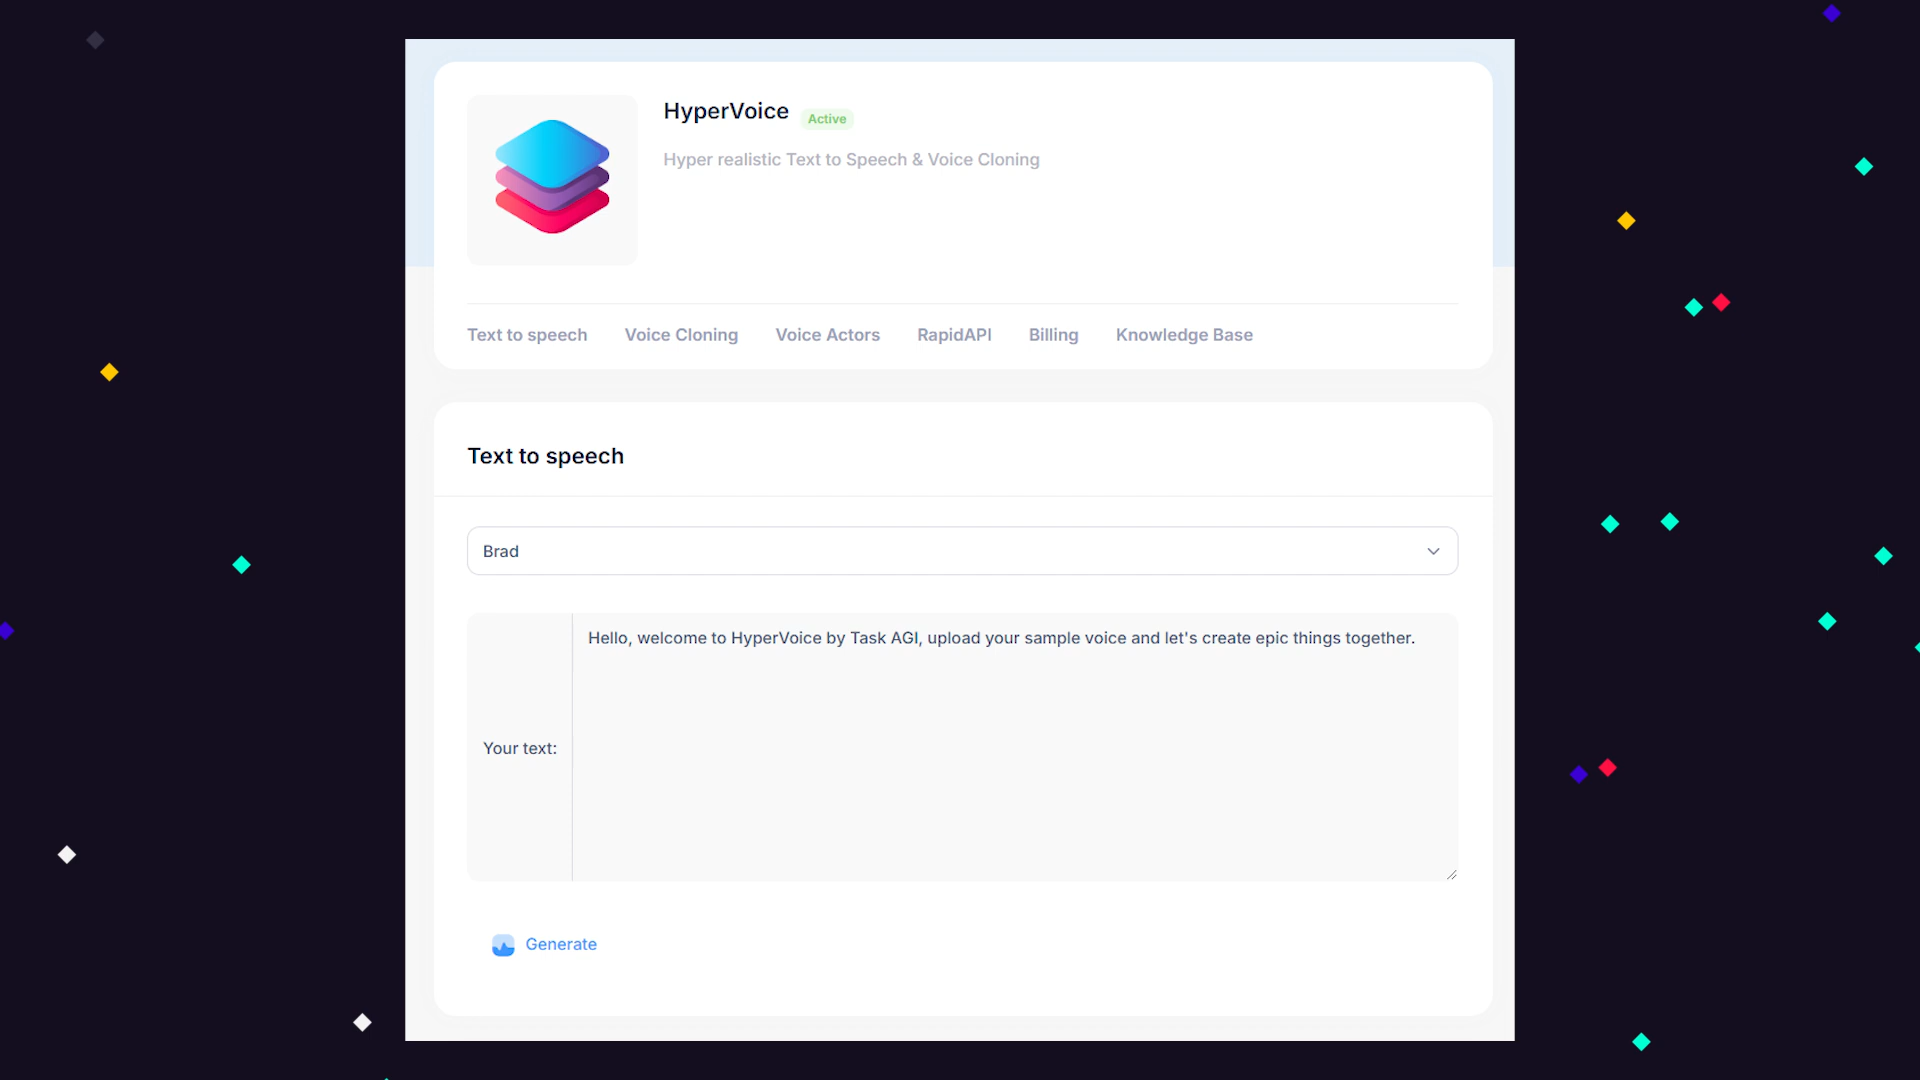 HyperVoice Active
Hyper realistic Text to Speech & Voice Cloning
Text to speech Voice Cloning Voice Actors RapidAPI Billing Knowledge Base
Text to speech
Brad
Hello, welcome to HyperVoice by Task AGI, upload your sample voice and let's create epic things together.
Your text:
Generate